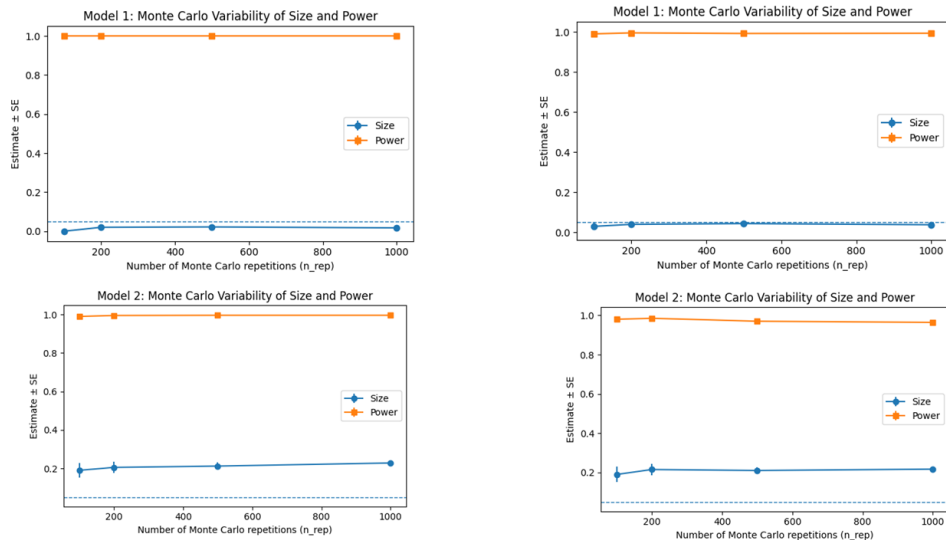 Model 1: Monte Carlo Variability of Size and Power
1.0
0.8
0.6
0.4
0.2
0.0
Estimate ± SE
Size
Power
200
400
600
800
1000
Number of Monte Carlo repetitions (n_rep)
Model 1: Monte Carlo Variability of Size and Power
1.0
0.8
0.6
0.4
0.2
0.0
Estimate ± SE
Size
Power
200
400
600
800
1000
Number of Monte Carlo repetitions (n_rep)
Model 2: Monte Carlo Variability of Size and Power
1.0
0.8
0.6
0.4
0.2
Estimate ± SE
Size
Power
200
400
600
800
1000
Number of Monte Carlo repetitions (n_rep)
Model 2: Monte Carlo Variability of Size and Power
1.0
0.8
0.6
0.4
0.2
Estimate ± SE
Size
Power
200
400
600
800
1000
Number of Monte Carlo repetitions (n_rep)